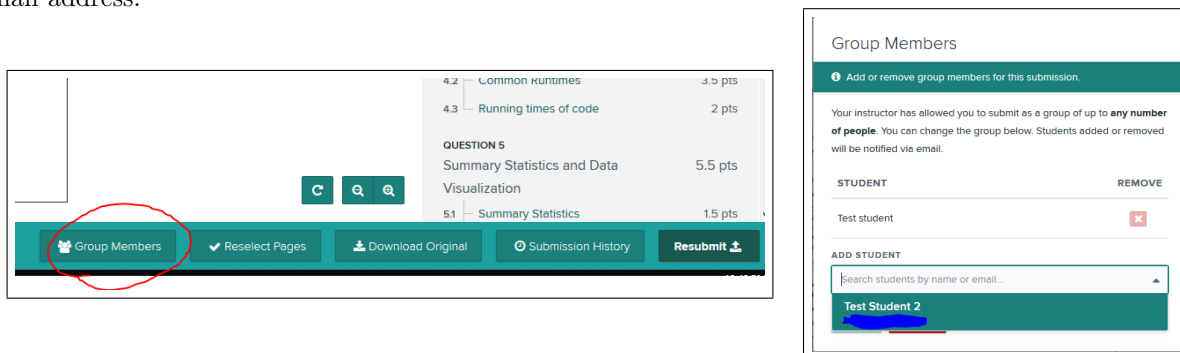 4.2 Common Runtimes 3.5 pts
4.3 Running times of code 2 pts
QUESTION 5
Summary Statistics and Data 5.5 pts
Visualization
5.1 Summary Statistics 1.5 pts
Group Members Reselect Pages Download Original Submission History Resubmit
Group Members
Add or remove group members for this submission.
Your instructor has allowed you to submit as a group of up to any number
of people. You can change the group below. Students added or removed
will be notified via email.
STUDENT REMOVE
Test student
ADD STUDENT
Search students by name or email...
Test Student 2